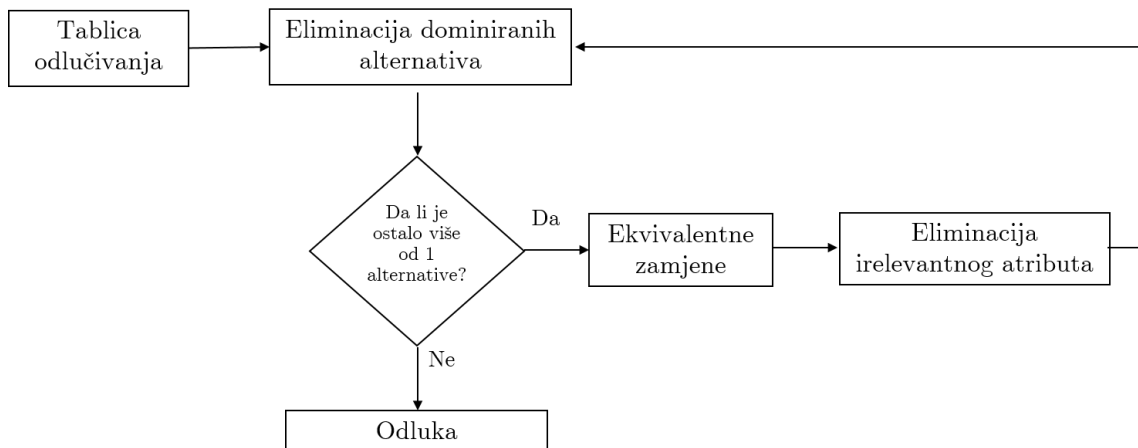 Tablica
odlučivanja
Eliminacija dominiranih
alternativa
Da li je
ostalo više
od 1
alternative?
Da
Ekvivalentne
zamjene
Eliminacija
irelevantnog atributa
Ne
Odluka